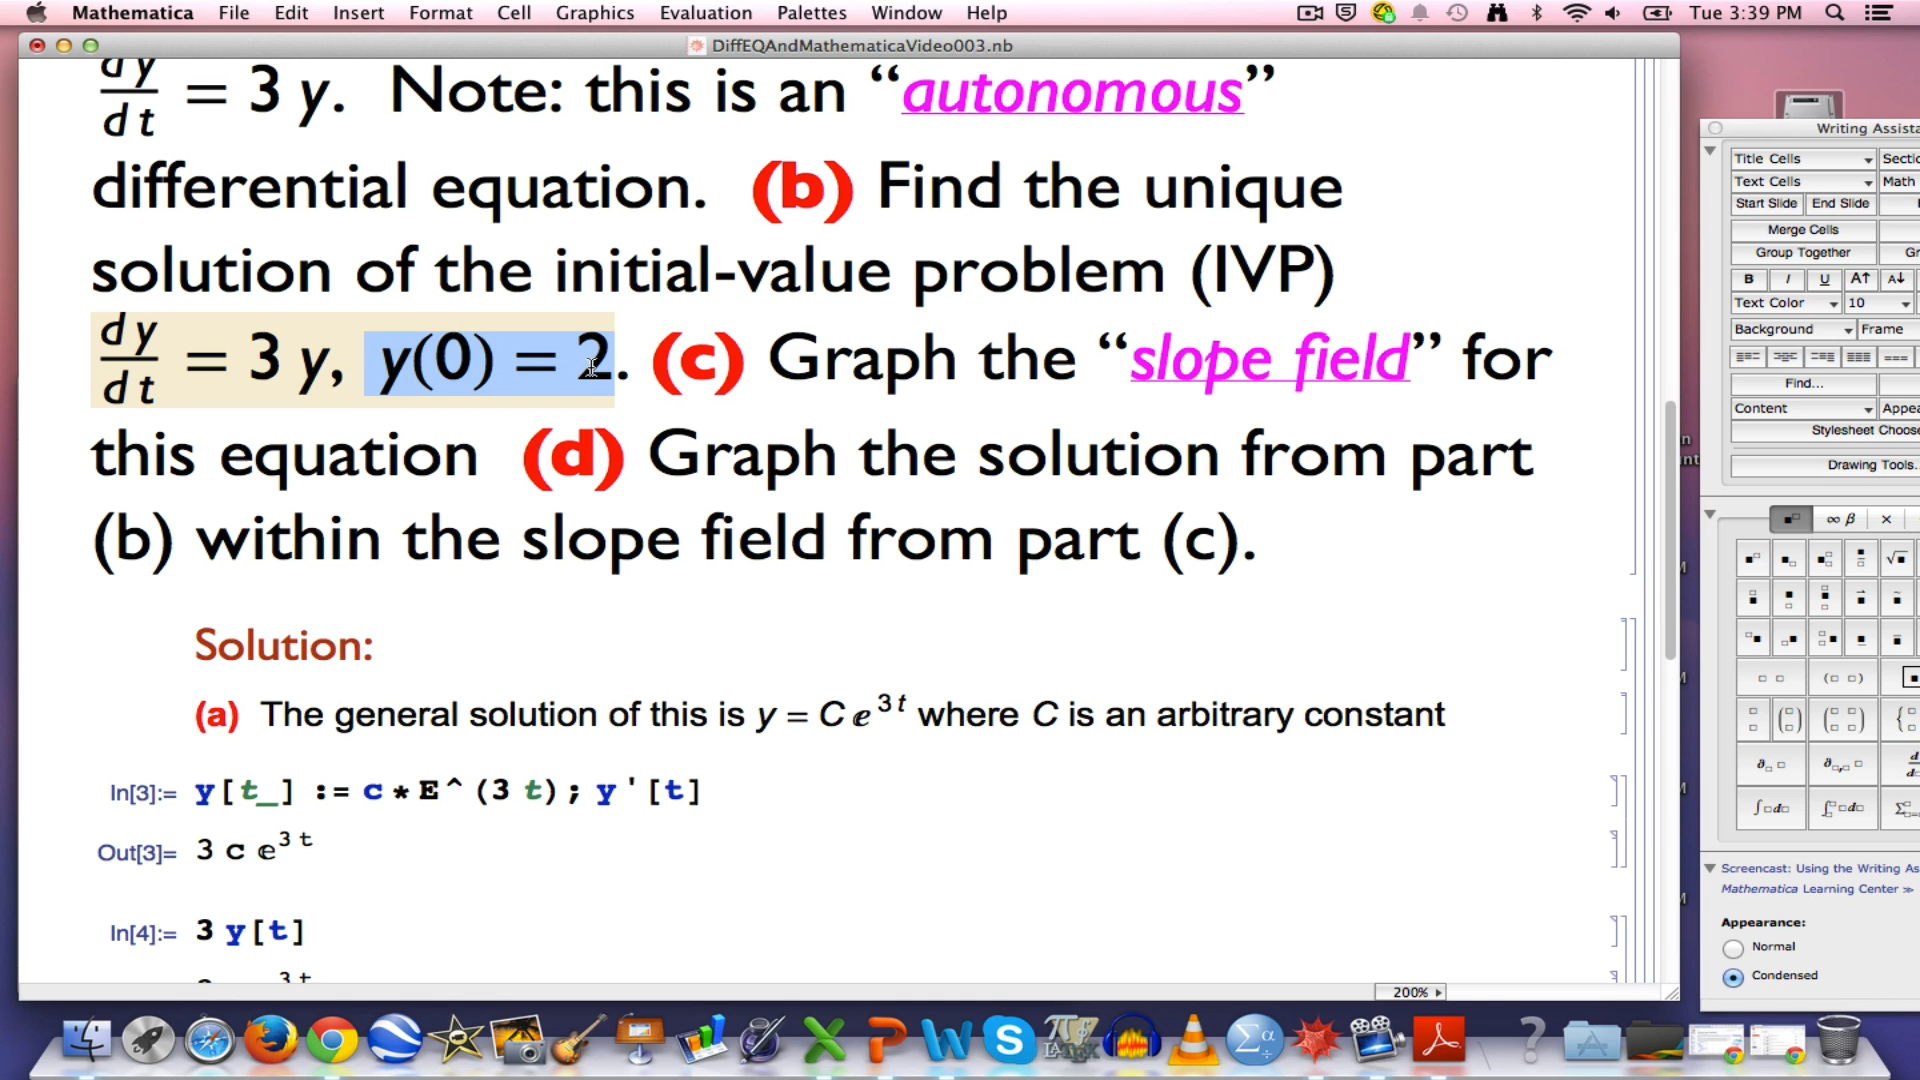 Mathematica File Edit Insert Format Cell Graphics Evaluation Palettes Window Help Tue 3:39 PM
DiffEQAndMathematicaVideo003.nb
dy/dt = 3 y. Note: this is an “autonomous”
differential equation. (b) Find the unique
solution of the initial-value problem (IVP)
dy/dt = 3 y, y(0) = 2. (c) Graph the “slope field” for
this equation (d) Graph the solution from part
(b) within the slope field from part (c).
Solution:
(a) The general solution of this is y = C ⅇ^(3 t) where C is an arbitrary constant
In[3]:= y[t_] := c * E^(3 t); y'[t]
Out[3]= 3 c ⅇ^(3 t)
In[4]:= 3 y[t]
200%
Writing Assista
Title Cells Sectio
Text Cells Math
Start Slide End Slide
Merge Cells
Group Together Gr
B I U A↑ A↓
Text Color 10
Background Frame
Find...
Content Appea
Stylesheet Choose
Drawing Tools..
∞ β ×
Screencast: Using the Writing As
Mathematica Learning Center »
Appearance:
Normal
Condensed